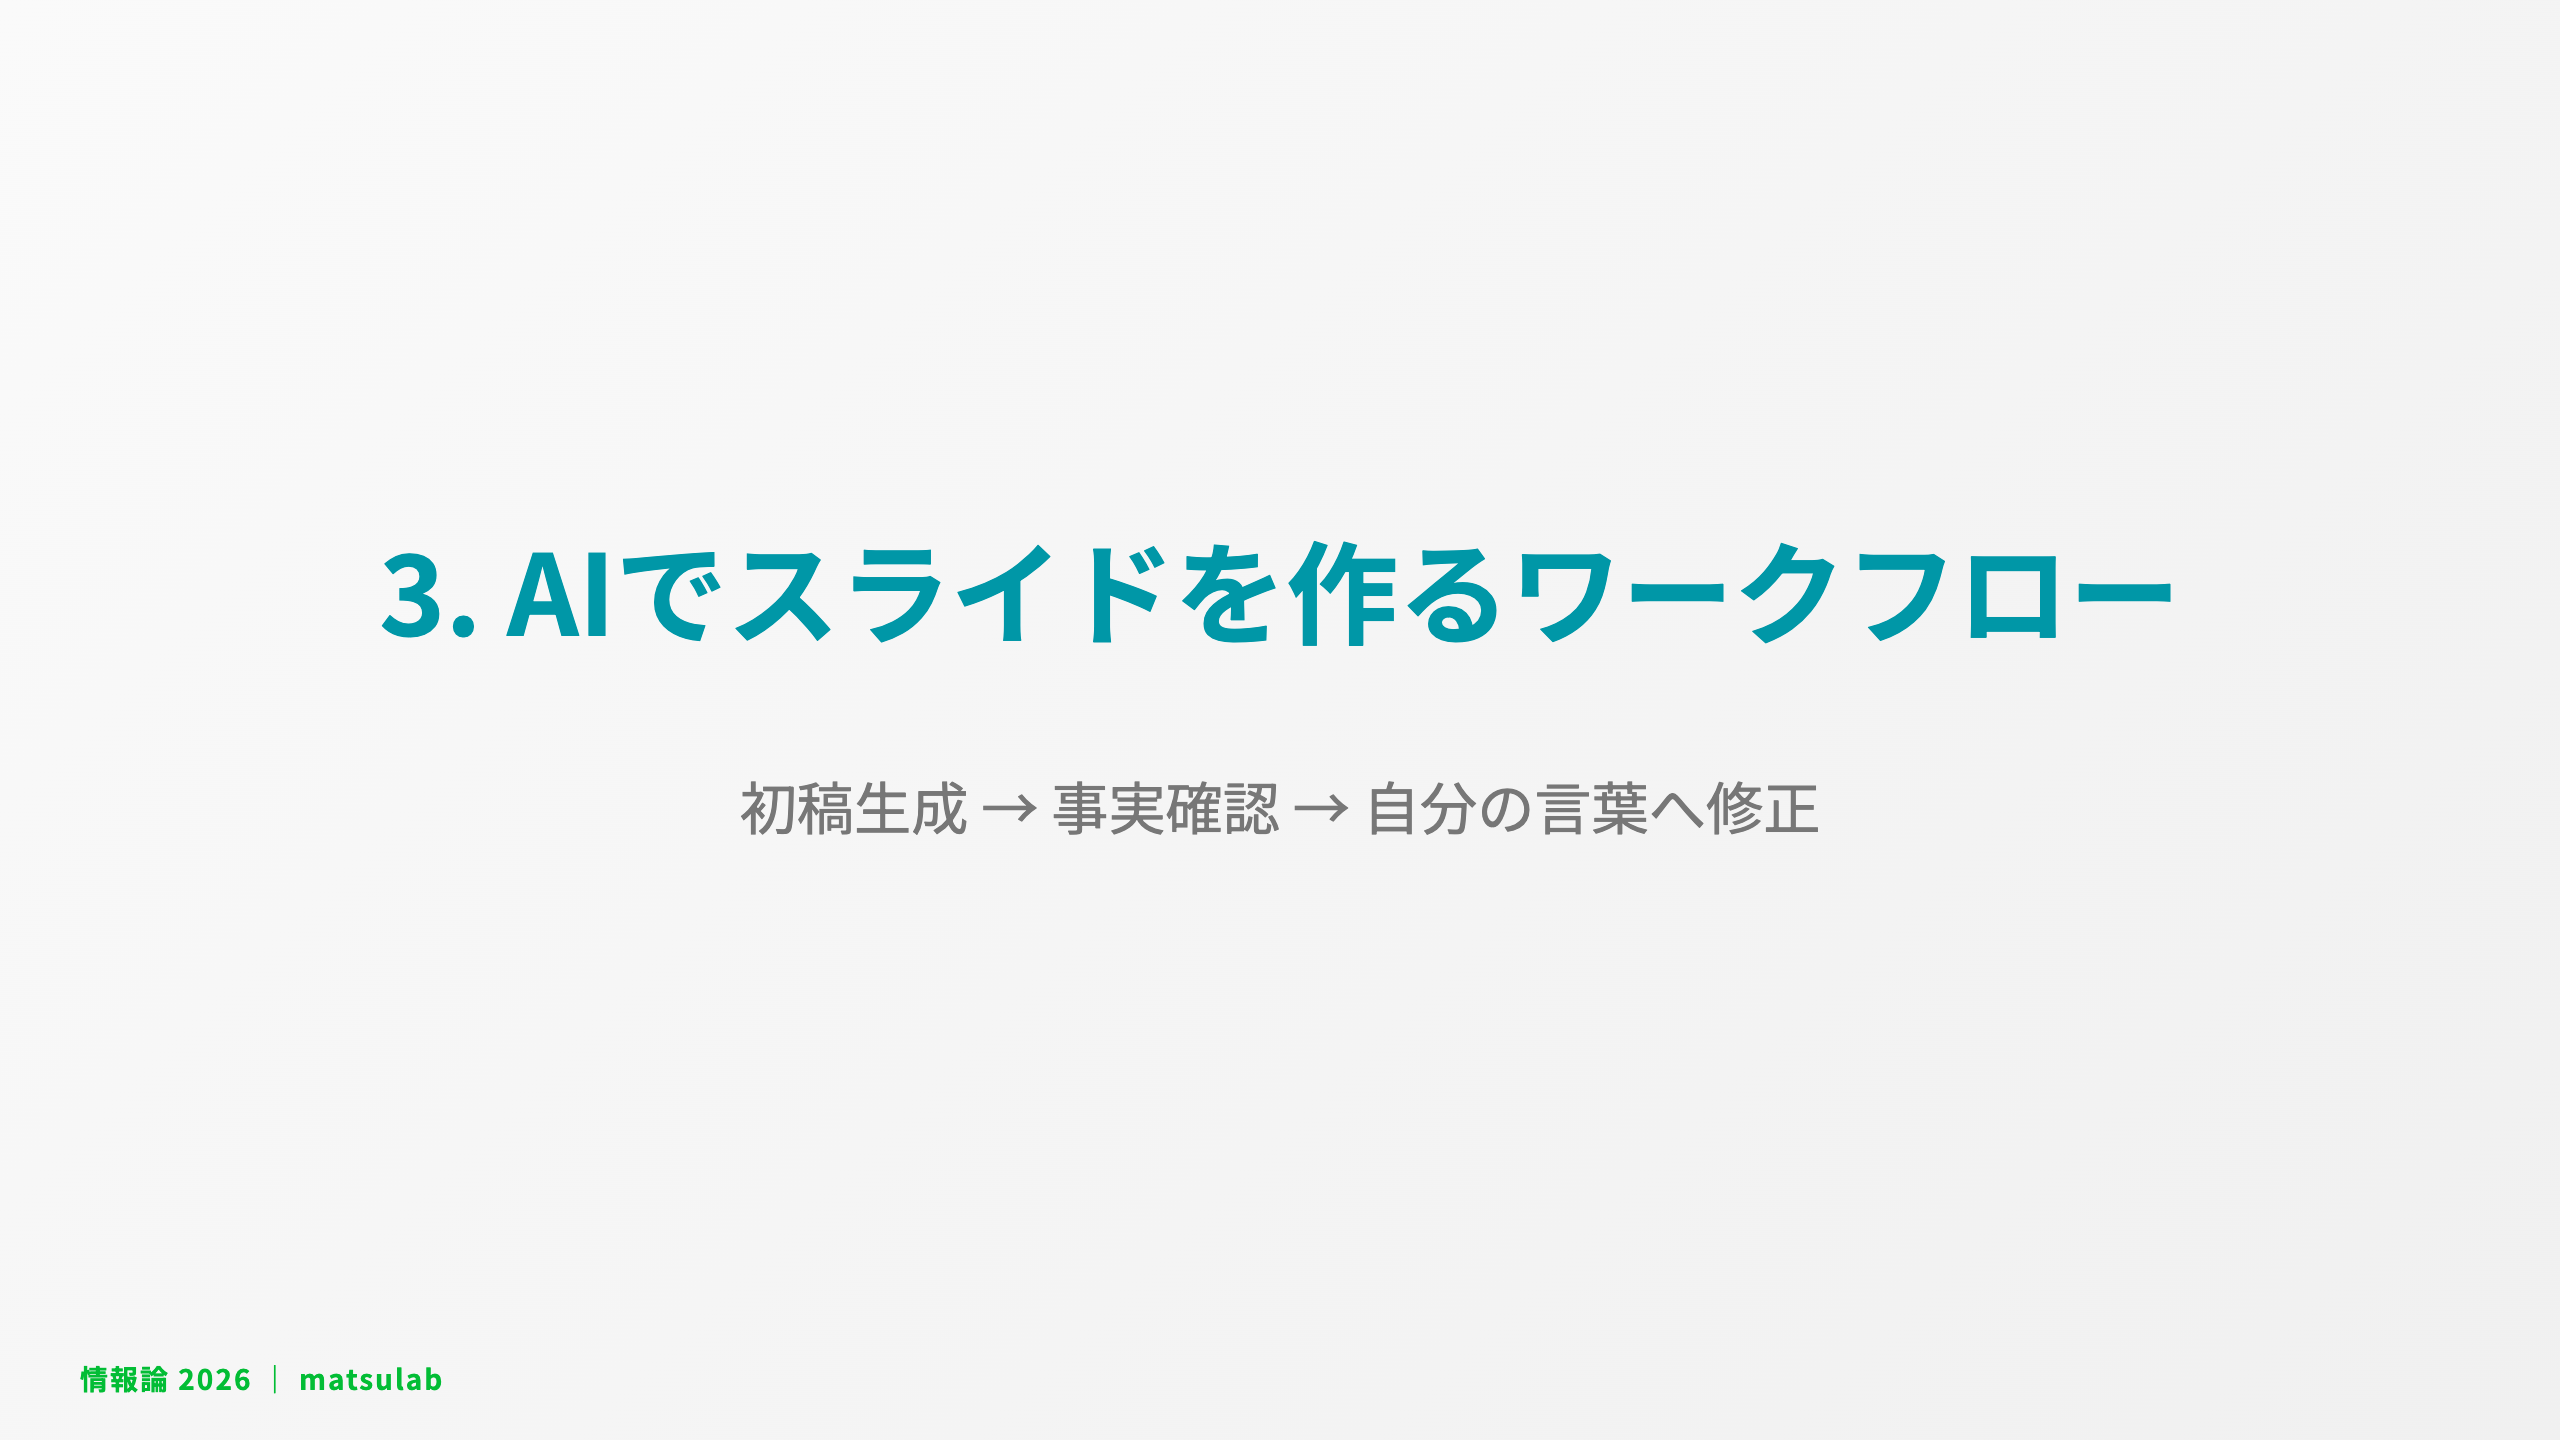 3. AIでスライドを作るワークフロー
初稿生成 → 事実確認 → 自分の言葉へ修正
情報論 2026 ｜ matsulab